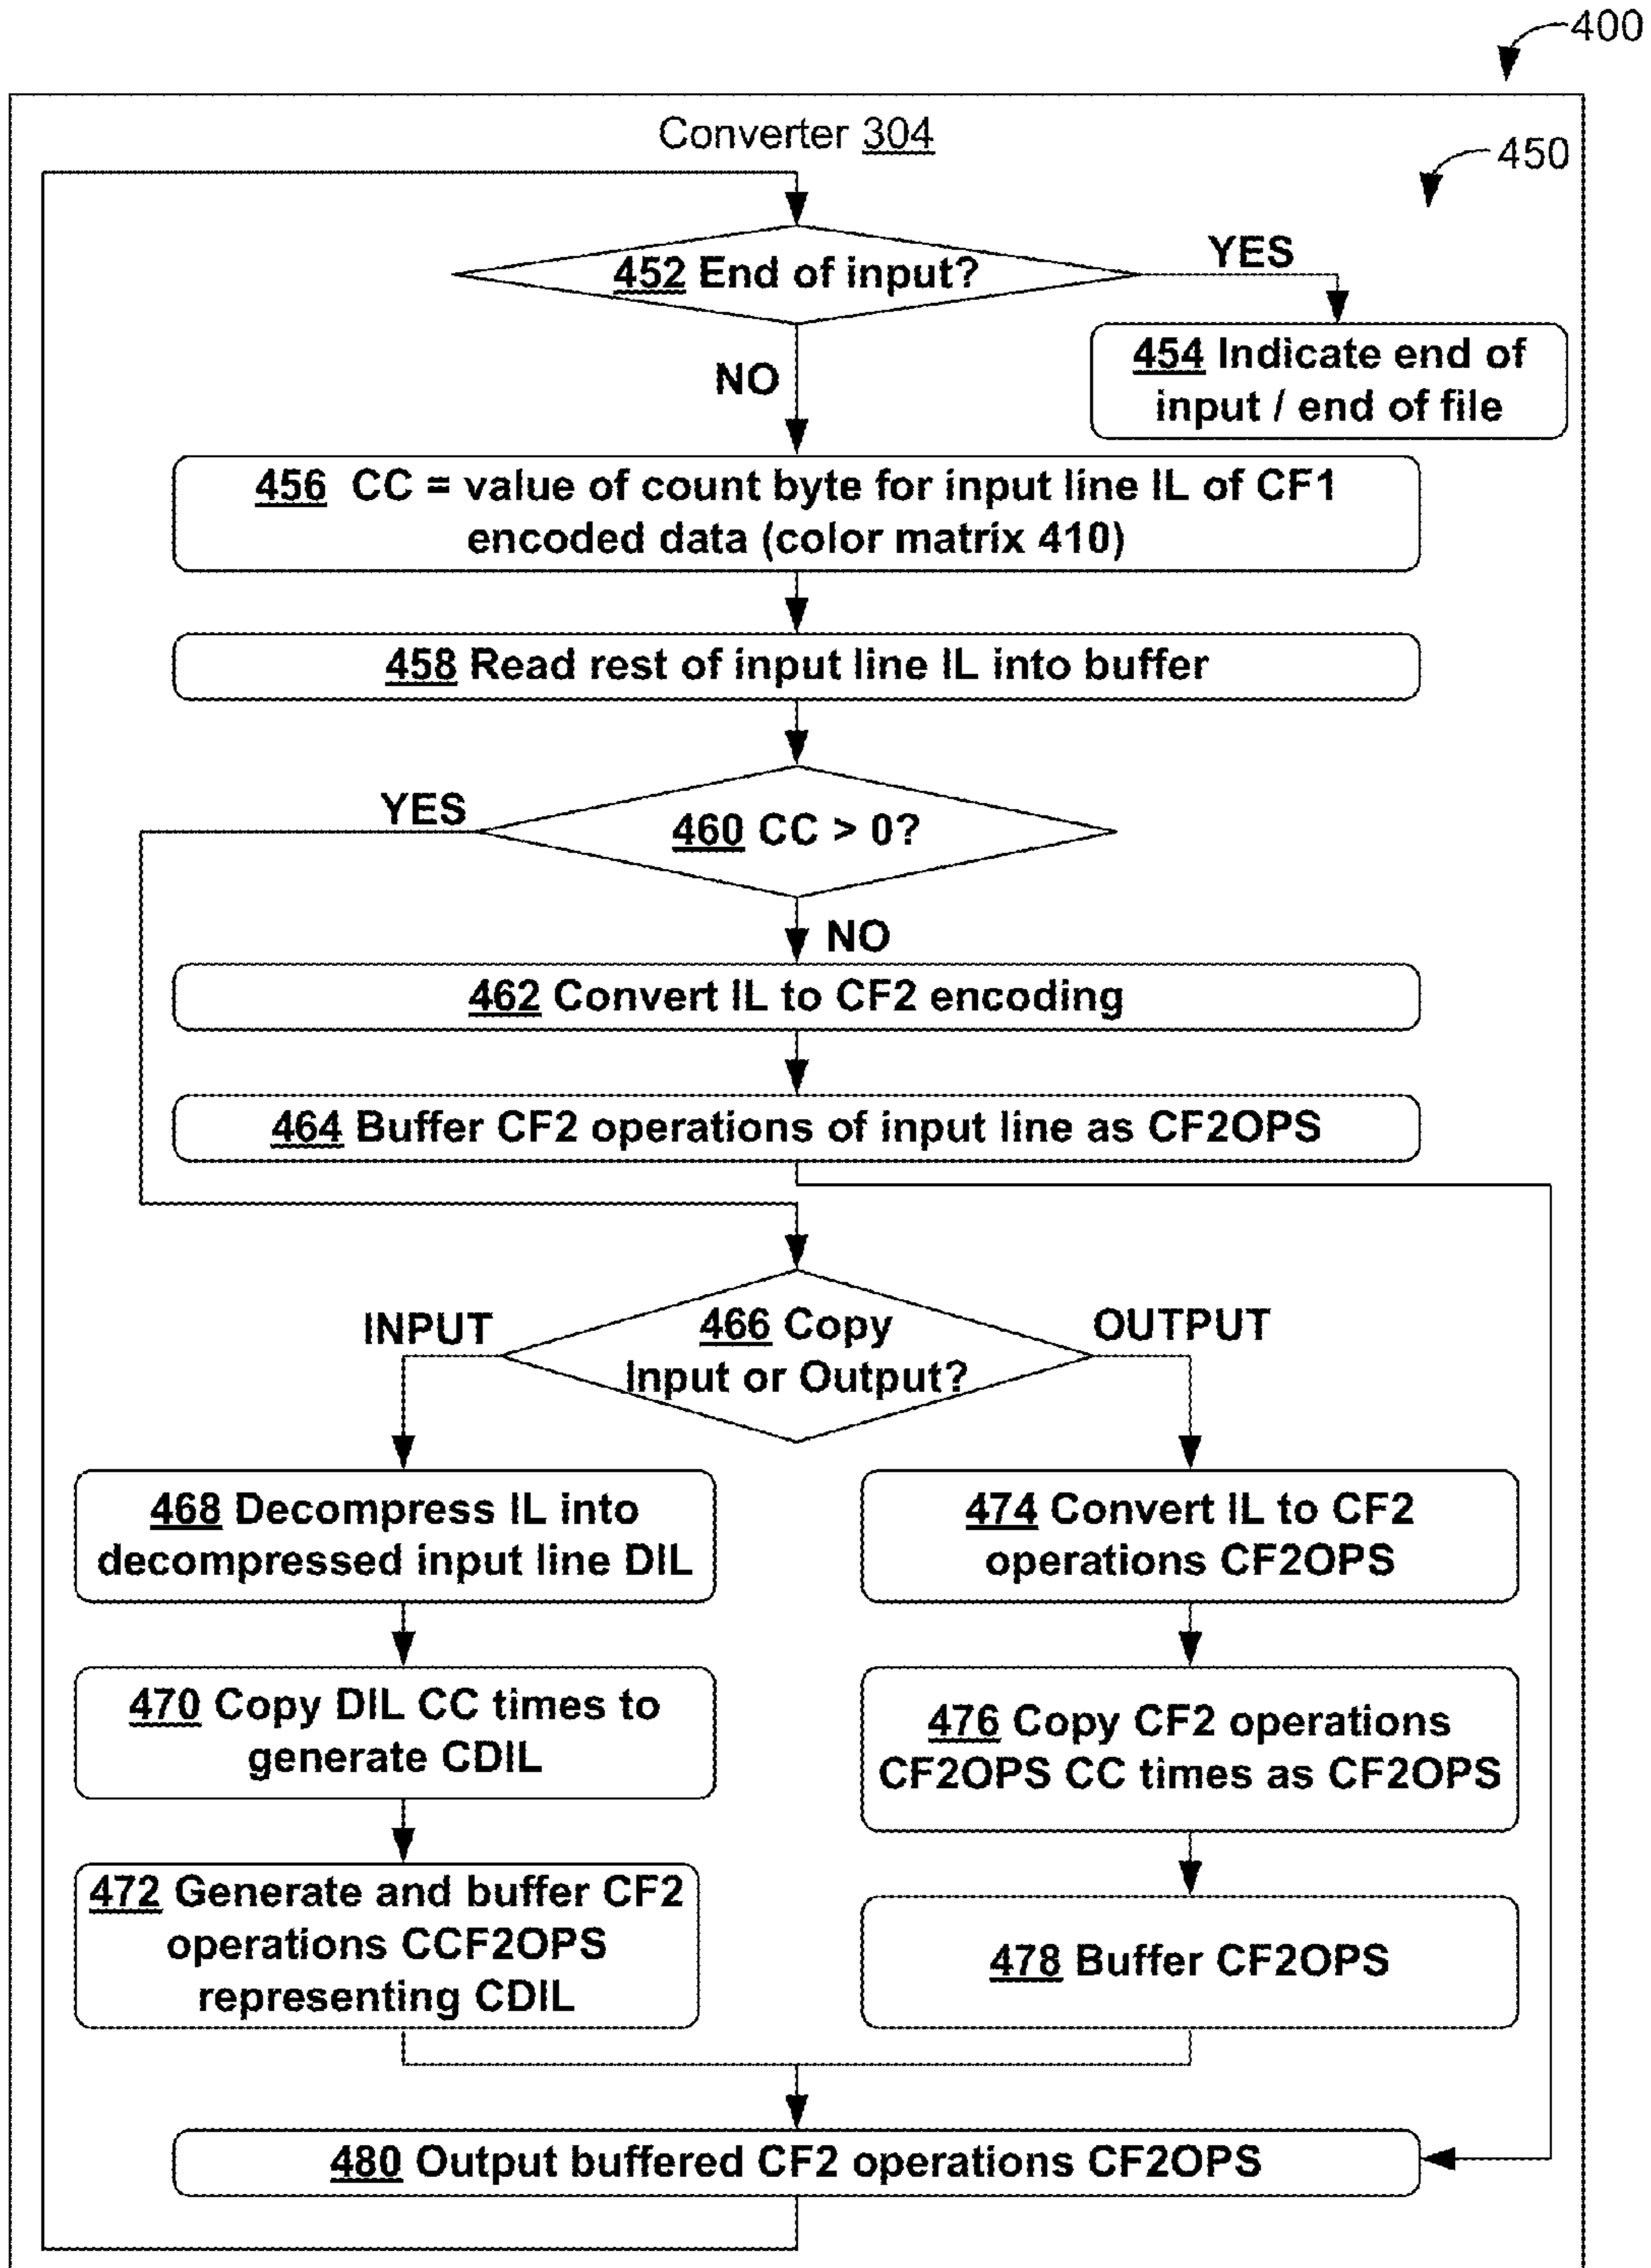 400
Converter 304
450
452 End of input?
YES
454 Indicate end of
input / end of file
NO
456 CC = value of count byte for input line IL of CF1
encoded data (color matrix 410)
458 Read rest of input line IL into buffer
YES
460 CC > 0?
NO
462 Convert IL to CF2 encoding
464 Buffer CF2 operations of input line as CF2OPS
INPUT
466 Copy
Input or Output?
OUTPUT
468 Decompress IL into
decompressed input line DIL
474 Convert IL to CF2
operations CF2OPS
470 Copy DIL CC times to
generate CDIL
476 Copy CF2 operations
CF2OPS CC times as CF2OPS
472 Generate and buffer CF2
operations CCF2OPS
representing CDIL
478 Buffer CF2OPS
480 Output buffered CF2 operations CF2OPS